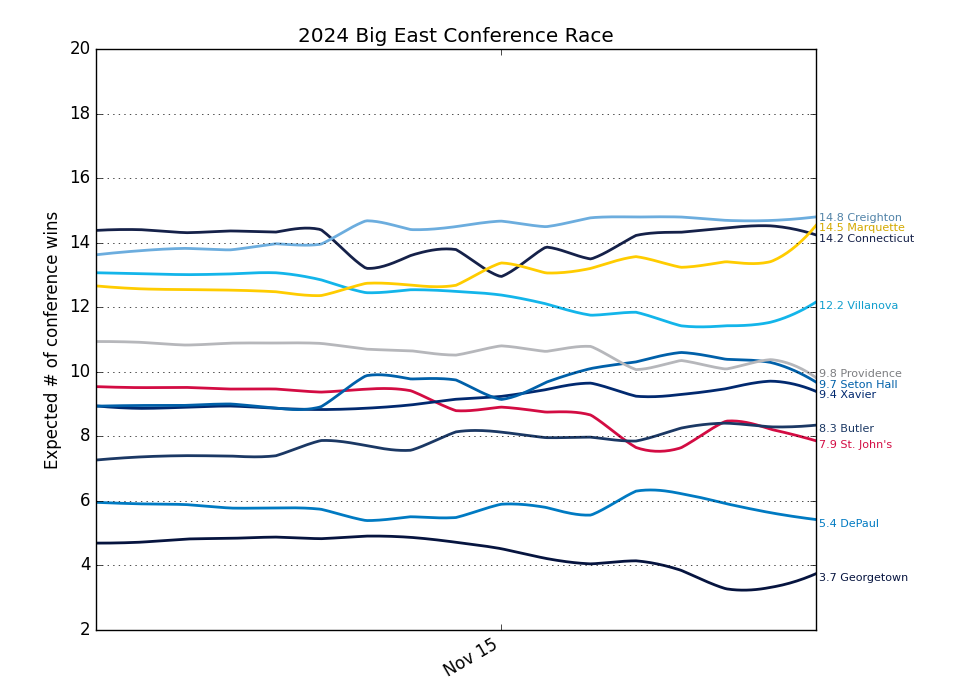 2024 Big East Conference Race
Expected # of conference wins
20
18
16
14
12
10
8
6
4
2
14.8 Creighton
14.5 Marquette
14.2 Connecticut
12.2 Villanova
9.8 Providence
9.7 Seton Hall
9.4 Xavier
8.3 Butler
7.9 St. John's
5.4 DePaul
3.7 Georgetown
Nov 15